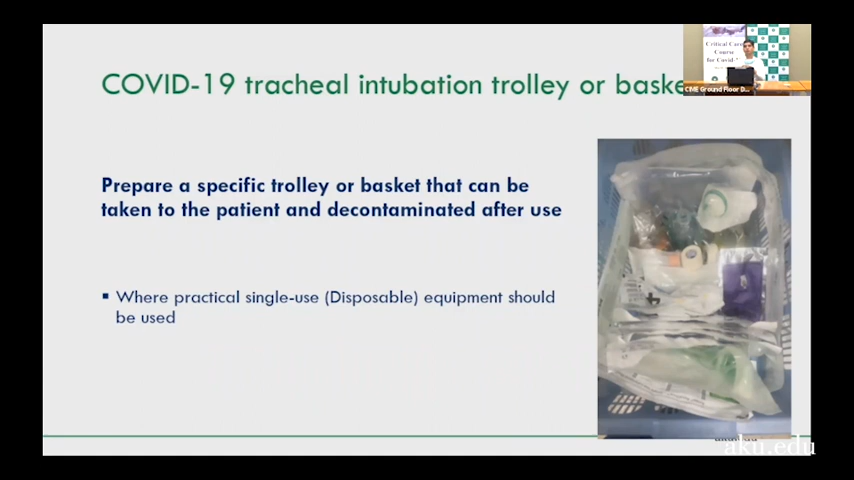 COVID-19 tracheal intubation trolley or baske
Critical Care
Course
for Covid-
CIME Ground Floor D...
Prepare a specific trolley or basket that can be
taken to the patient and decontaminated after use
▪ Where practical single-use (Disposable) equipment should
be used
aku.edu